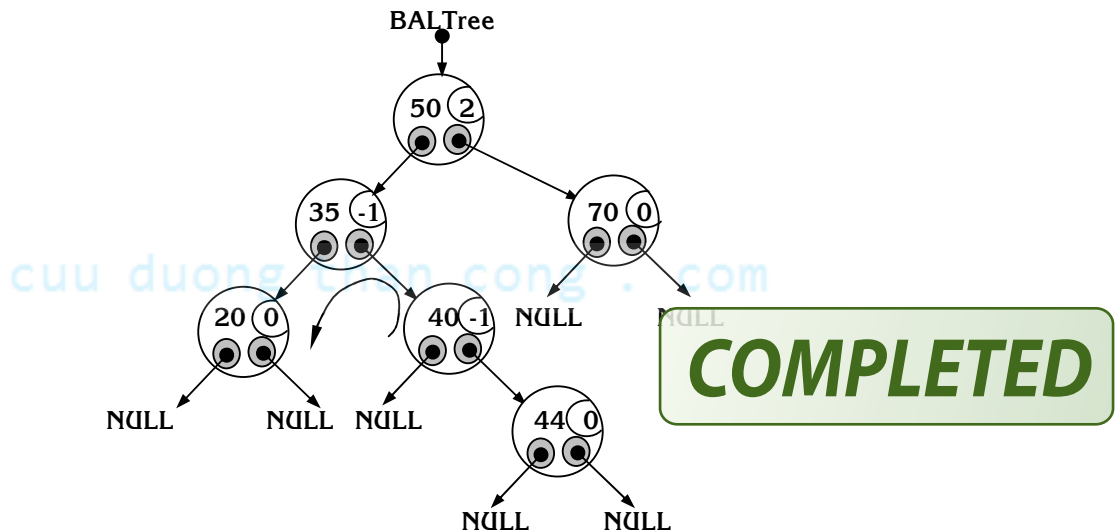 BALTree
50 2
35 -1
70 0
cuu duong than cong . com
20 0
40 -1
NULL
NULL
COMPLETED
NULL
NULL
NULL
44 0
NULL
NULL